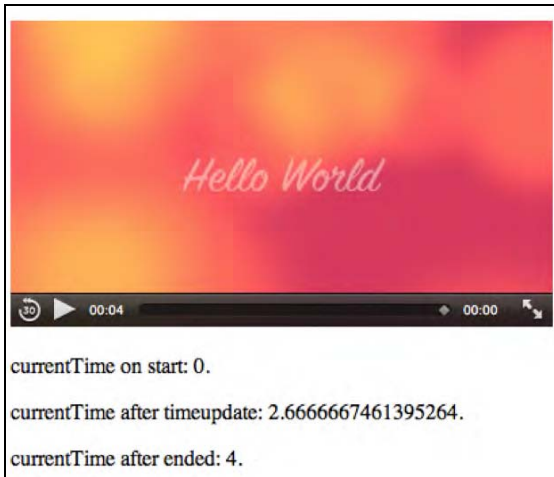 Hello World
30 00:04 00:00
currentTime on start: 0.
currentTime after timeupdate: 2.6666667461395264.
currentTime after ended: 4.